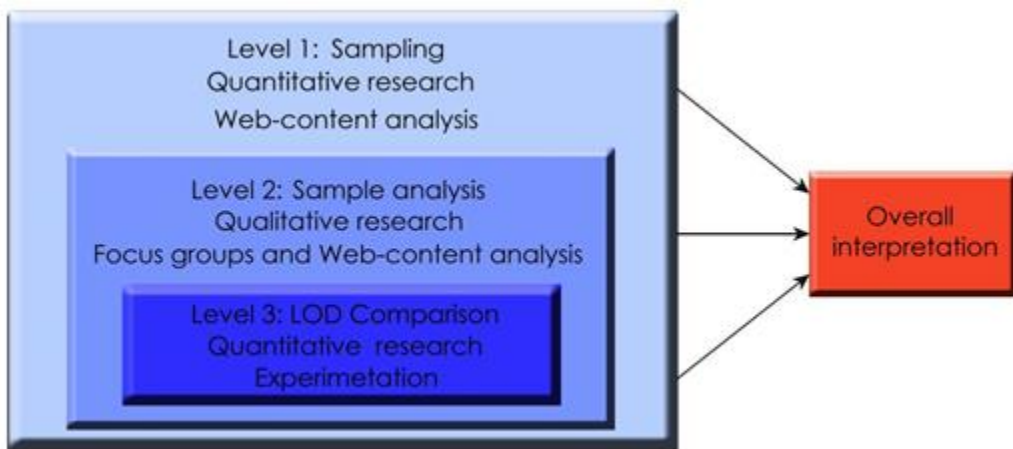 Level 1: Sampling
Quantitative research
Web-content analysis
Level 2: Sample analysis
Qualitative research
Focus groups and Web-content analysis
Level 3: LOD Comparison
Quantitative research
Experimetation
Overall
interpretation